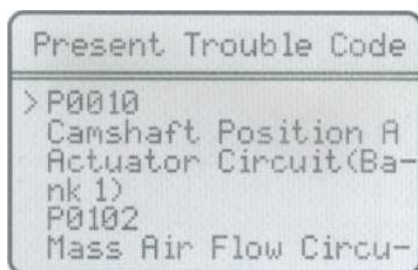 Present Trouble Code
>P0010
Camshaft Position A
Actuator Circuit(Ba-
nk 1)
P0102
Mass Air Flow Circu-